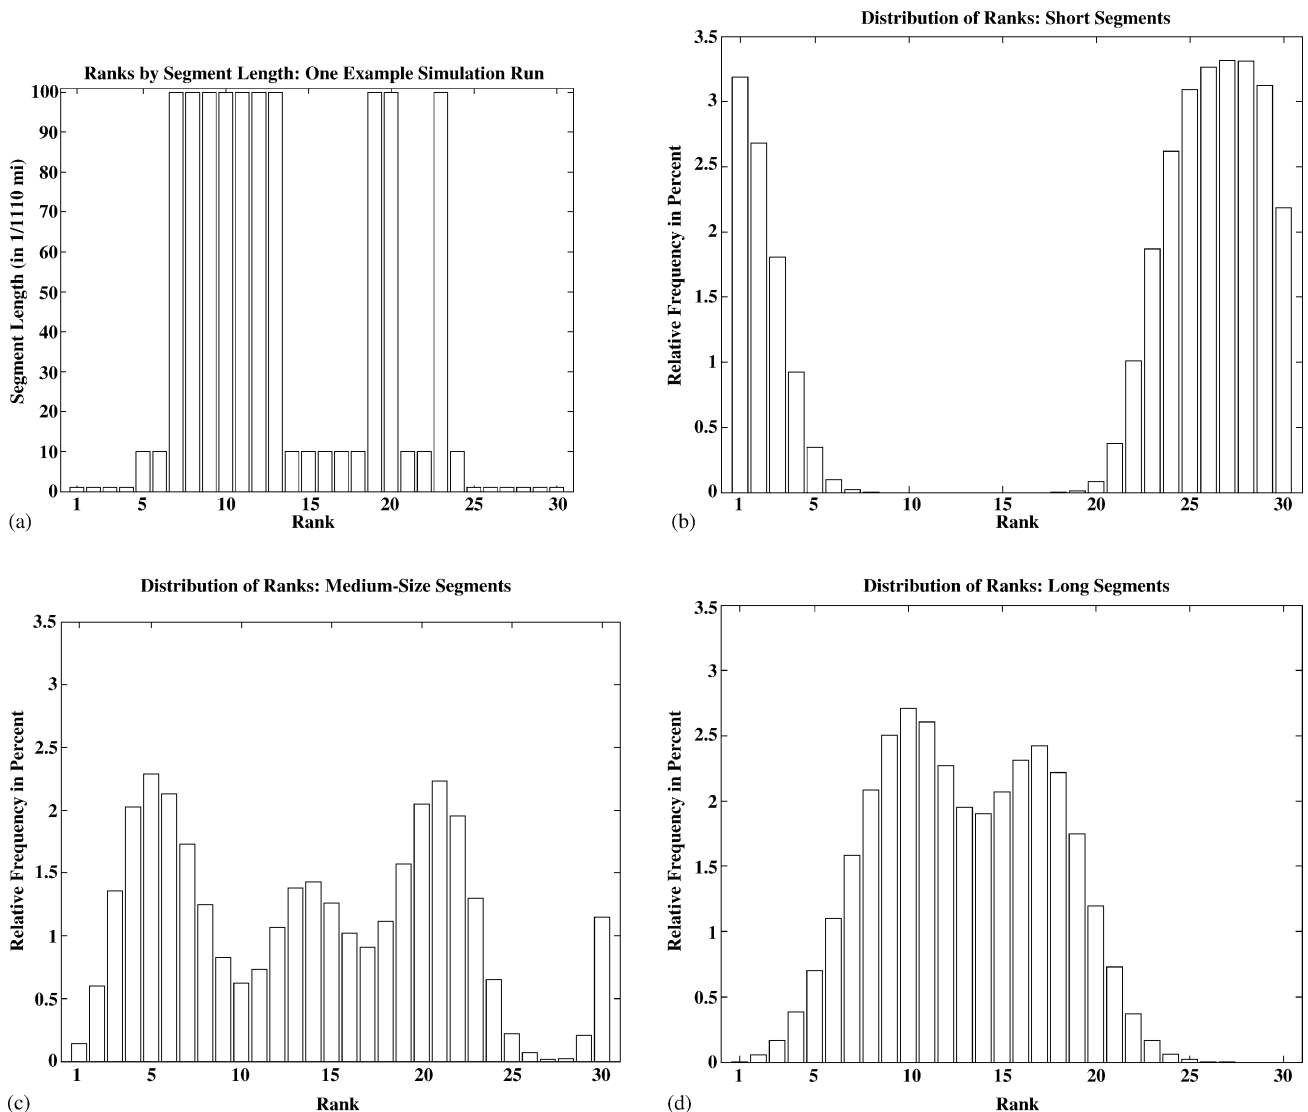 Ranks by Segment Length: One Example Simulation Run
Segment Length (in 1/1110 mi)
100
90
80
70
60
50
40
30
20
10
0
1 5 10 15 20 25 30
Rank
(a)
Distribution of Ranks: Short Segments
Relative Frequency in Percent
3.5
3
2.5
2
1.5
1
0.5
0
1 5 10 15 20 25 30
Rank
(b)
Distribution of Ranks: Medium-Size Segments
Relative Frequency in Percent
3.5
3
2.5
2
1.5
1
0.5
0
1 5 10 15 20 25 30
Rank
(c)
Distribution of Ranks: Long Segments
Relative Frequency in Percent
3.5
3
2.5
2
1.5
1
0.5
0
1 5 10 15 20 25 30
Rank
(d)